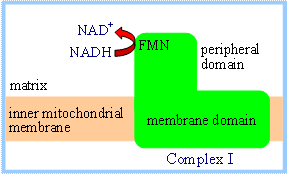 NAD+
NADH
FMN
peripheral
domain
matrix
inner mitochondrial
membrane
membrane domain
Complex I